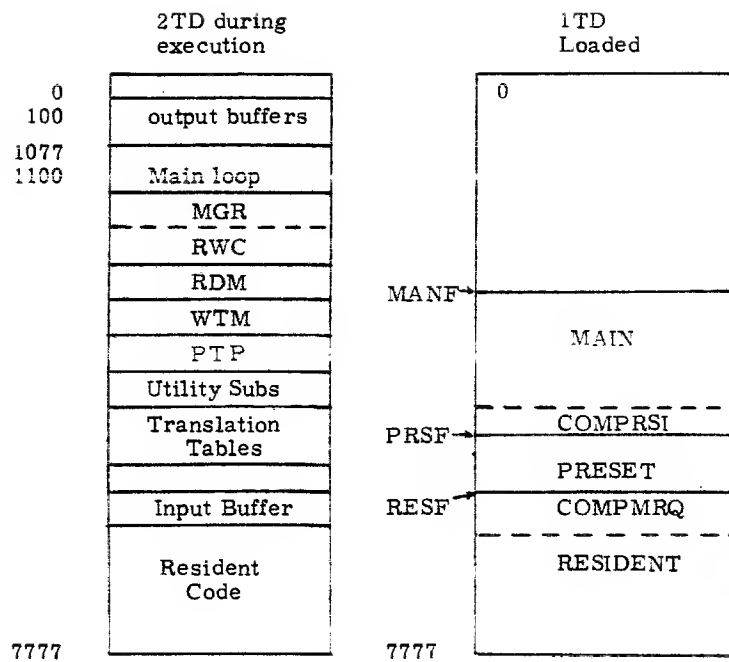 2TD during
execution
0
100
output buffers
1077
1100
Main loop
MGR
RWC
RDM
WTM
PTP
Utility Subs
Translation
Tables
Input Buffer
Resident
Code
7777
1TD
Loaded
0
MANF
MAIN
COMPRSI
PRSF
PRESET
RESF
COMPMRQ
RESIDENT
7777